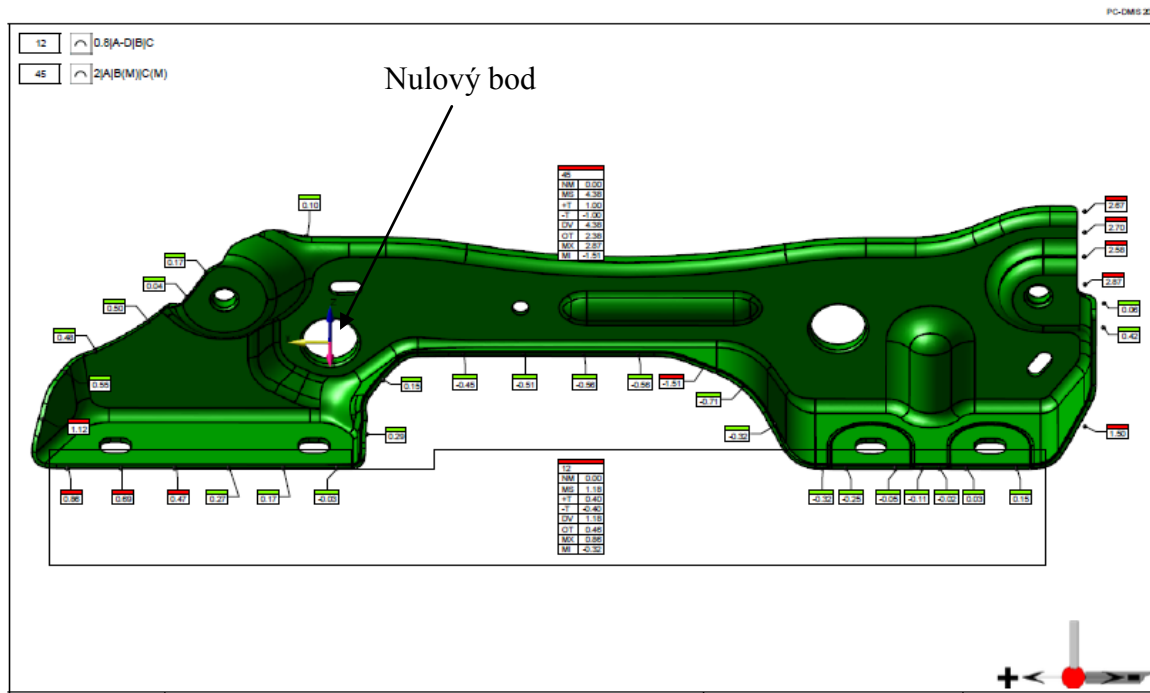 PC-DMIS 20
12 0.8|A-D|B|C
45 2|A|B(M)|C(M)
Nulový bod
45
NM 0.00
MS 4.38
+T 1.00
-T -1.00
DV 4.38
OT 2.38
MX 2.87
MI -1.51
0.10
2.67
2.70
2.58
2.87
0.17
0.04
0.50
0.06
0.48
0.42
0.55
0.15
-0.45
-0.51
-0.56
-0.56
-1.51
-0.71
1.12
0.29
-0.32
1.50
0.86
0.69
0.47
0.27
0.17
-0.03
-0.32
-0.25
-0.05
-0.11
-0.02
0.03
0.15
12
NM 0.00
MS 1.18
+T 0.40
-T -0.40
DV 1.18
OT 0.46
MX 0.86
MI -0.32